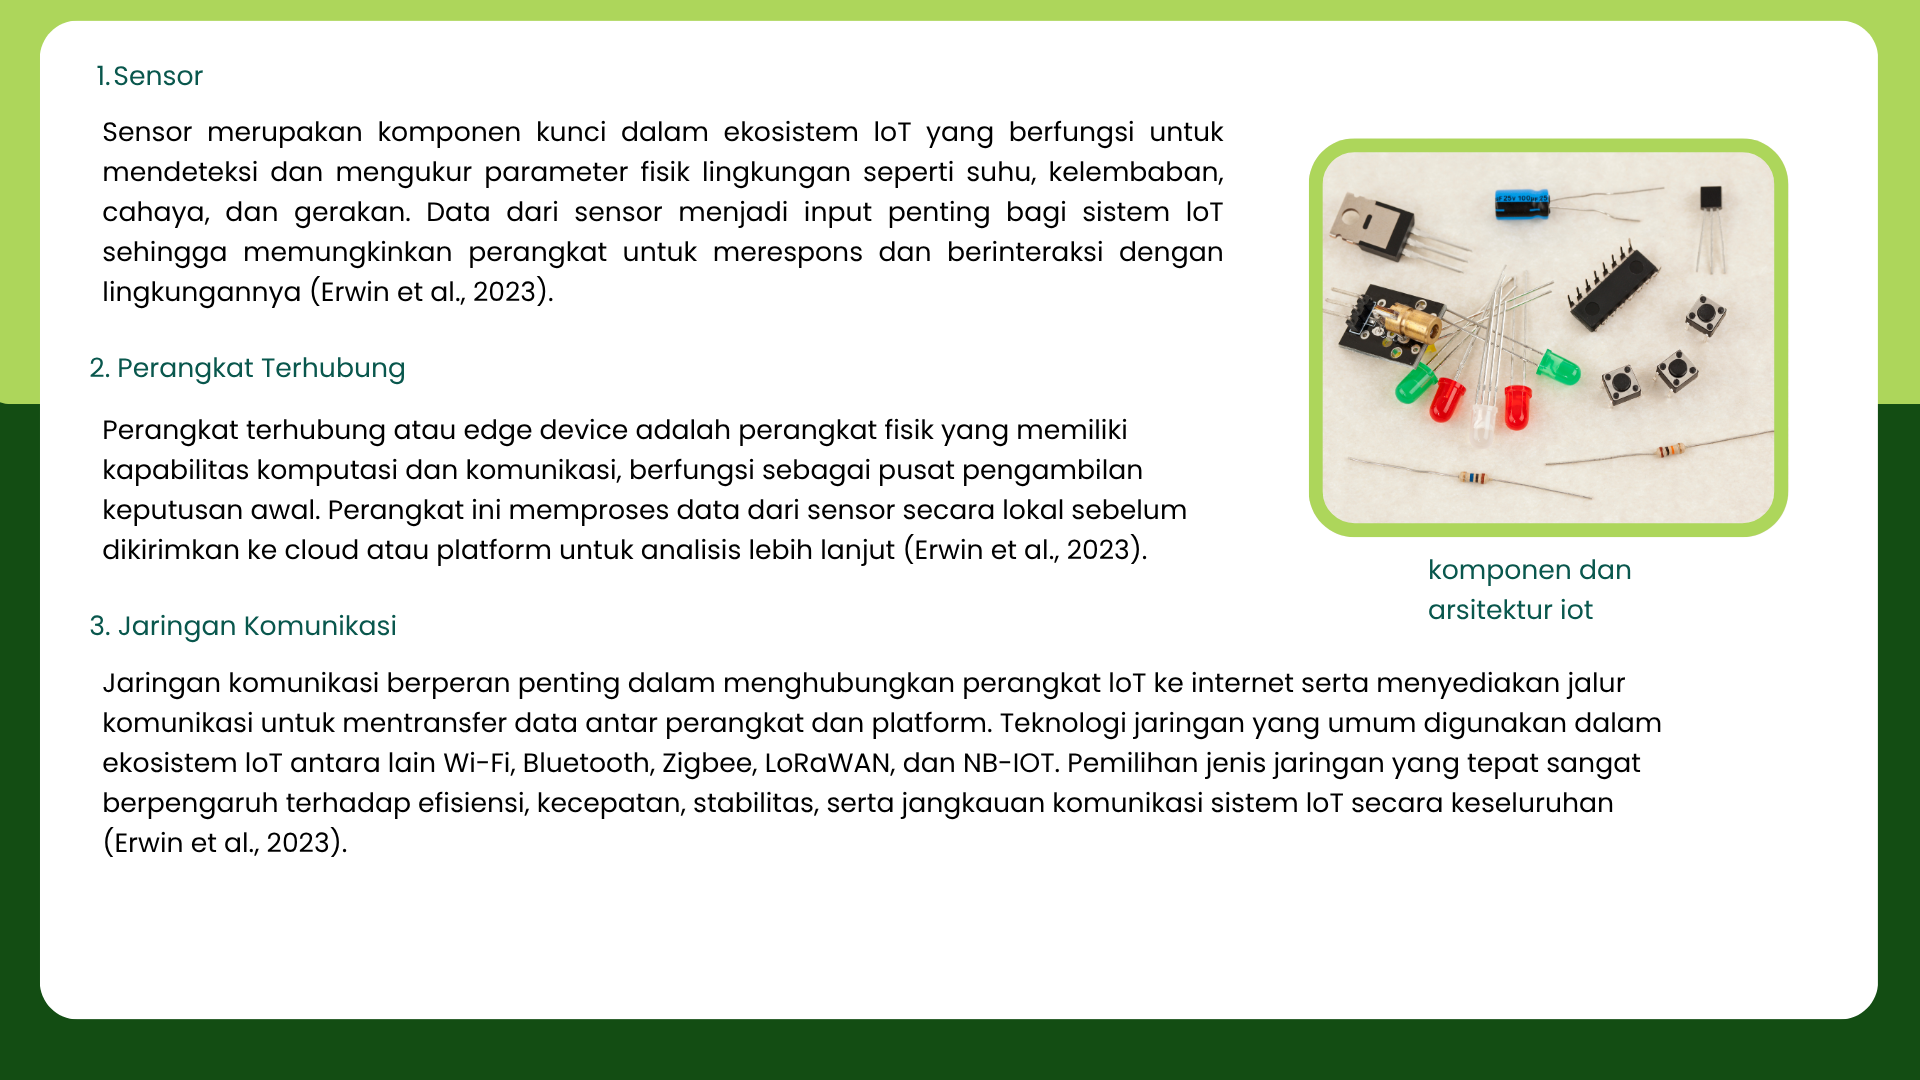 1. Sensor
Sensor merupakan komponen kunci dalam ekosistem IoT yang berfungsi untuk
mendeteksi dan mengukur parameter fisik lingkungan seperti suhu, kelembaban,
cahaya, dan gerakan. Data dari sensor menjadi input penting bagi sistem IoT
sehingga memungkinkan perangkat untuk merespons dan berinteraksi dengan
lingkungannya (Erwin et al., 2023).
2. Perangkat Terhubung
Perangkat terhubung atau edge device adalah perangkat fisik yang memiliki
kapabilitas komputasi dan komunikasi, berfungsi sebagai pusat pengambilan
keputusan awal. Perangkat ini memproses data dari sensor secara lokal sebelum
dikirimkan ke cloud atau platform untuk analisis lebih lanjut (Erwin et al., 2023).
komponen dan
arsitektur iot
3. Jaringan Komunikasi
Jaringan komunikasi berperan penting dalam menghubungkan perangkat IoT ke internet serta menyediakan jalur
komunikasi untuk mentransfer data antar perangkat dan platform. Teknologi jaringan yang umum digunakan dalam
ekosistem IoT antara lain Wi-Fi, Bluetooth, Zigbee, LoRaWAN, dan NB-IOT. Pemilihan jenis jaringan yang tepat sangat
berpengaruh terhadap efisiensi, kecepatan, stabilitas, serta jangkauan komunikasi sistem IoT secara keseluruhan
(Erwin et al., 2023).